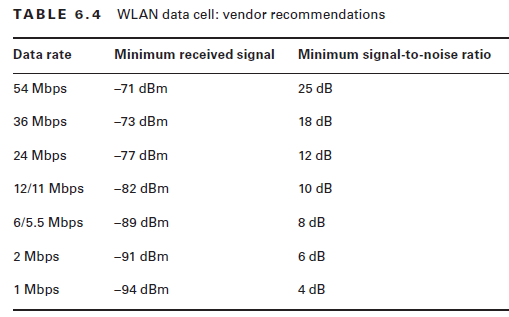 TABLE 6.4 WLAN data cell: vendor recommendations
Data rate Minimum received signal Minimum signal-to-noise ratio
54 Mbps –71 dBm 25 dB
36 Mbps –73 dBm 18 dB
24 Mbps –77 dBm 12 dB
12/11 Mbps –82 dBm 10 dB
6/5.5 Mbps –89 dBm 8 dB
2 Mbps –91 dBm 6 dB
1 Mbps –94 dBm 4 dB